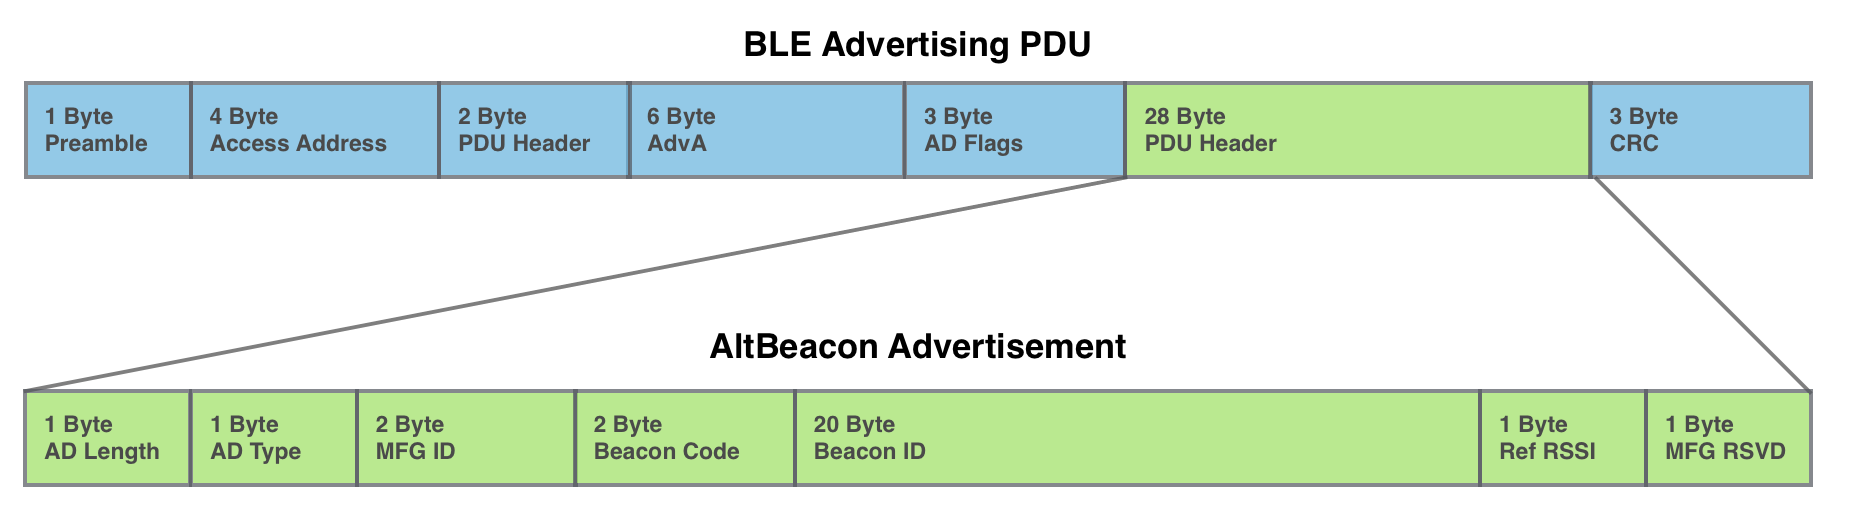 BLE Advertising PDU
1 Byte
Preamble
4 Byte
Access Address
2 Byte
PDU Header
6 Byte
AdvA
3 Byte
AD Flags
28 Byte
PDU Header
3 Byte
CRC
AltBeacon Advertisement
1 Byte
AD Length
1 Byte
AD Type
2 Byte
MFG ID
2 Byte
Beacon Code
20 Byte
Beacon ID
1 Byte
Ref RSSI
1 Byte
MFG RSVD